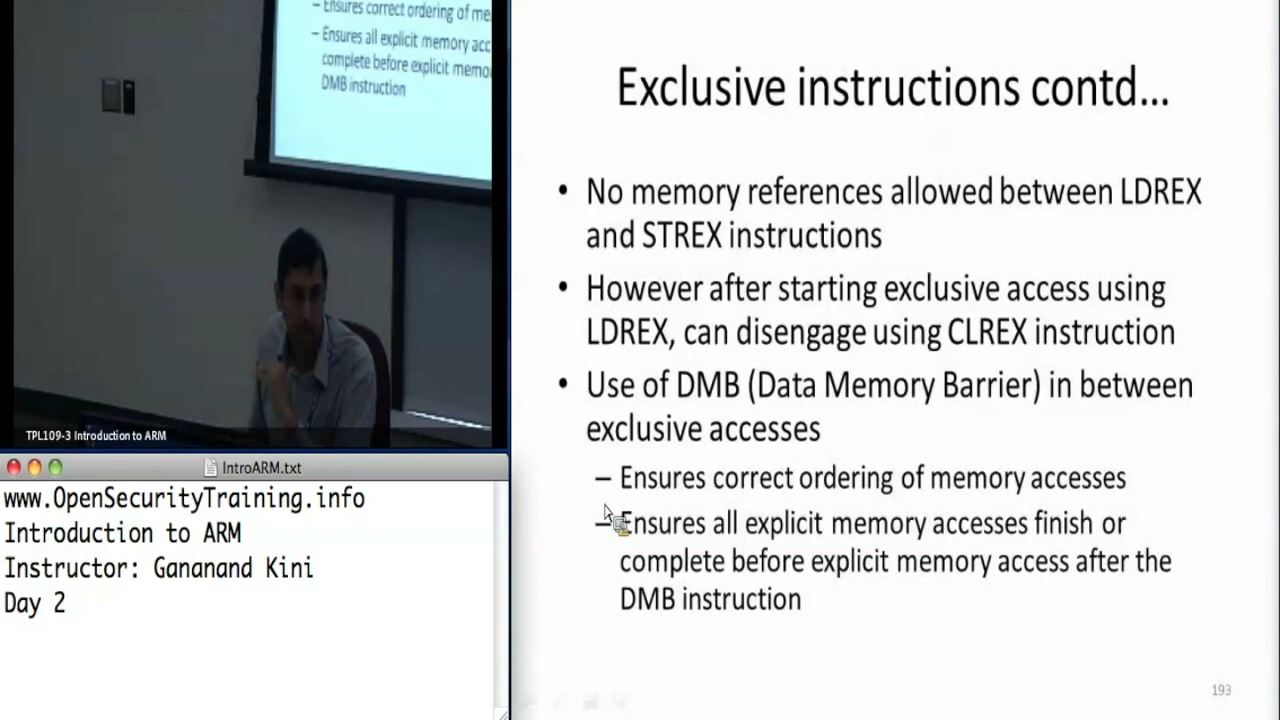 – Ensures correct ordering of me
– Ensures all explicit memory acc
complete before explicit memo
DMB instruction
TPL109-3 Introduction to ARM
IntroARM.txt
www.OpenSecurityTraining.info
Introduction to ARM
Instructor: Gananand Kini
Day 2
Exclusive instructions contd...
• No memory references allowed between LDREX
and STREX instructions
• However after starting exclusive access using
LDREX, can disengage using CLREX instruction
• Use of DMB (Data Memory Barrier) in between
exclusive accesses
– Ensures correct ordering of memory accesses
– Ensures all explicit memory accesses finish or
complete before explicit memory access after the
DMB instruction
193